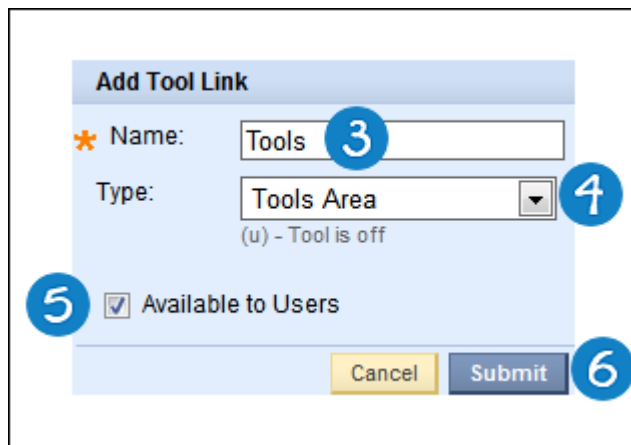 Add Tool Link
* Name: Tools 3
Type: Tools Area 4
(u) - Tool is off
5 Available to Users
Cancel Submit 6